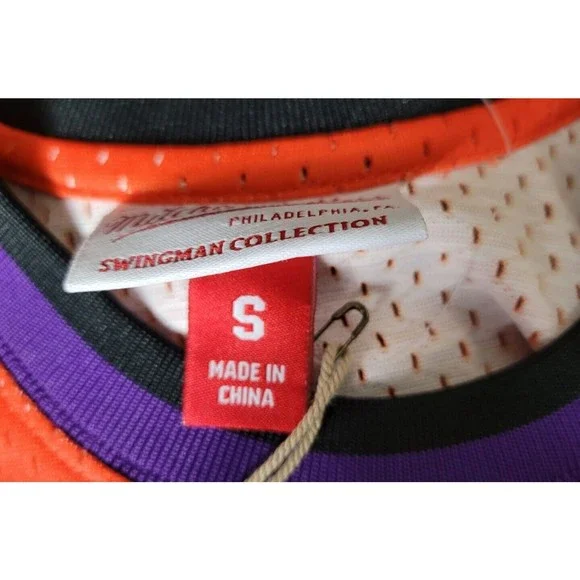 PHILADELPHIA, PA
SWINGMAN COLLECTION
S
MADE IN
CHINA